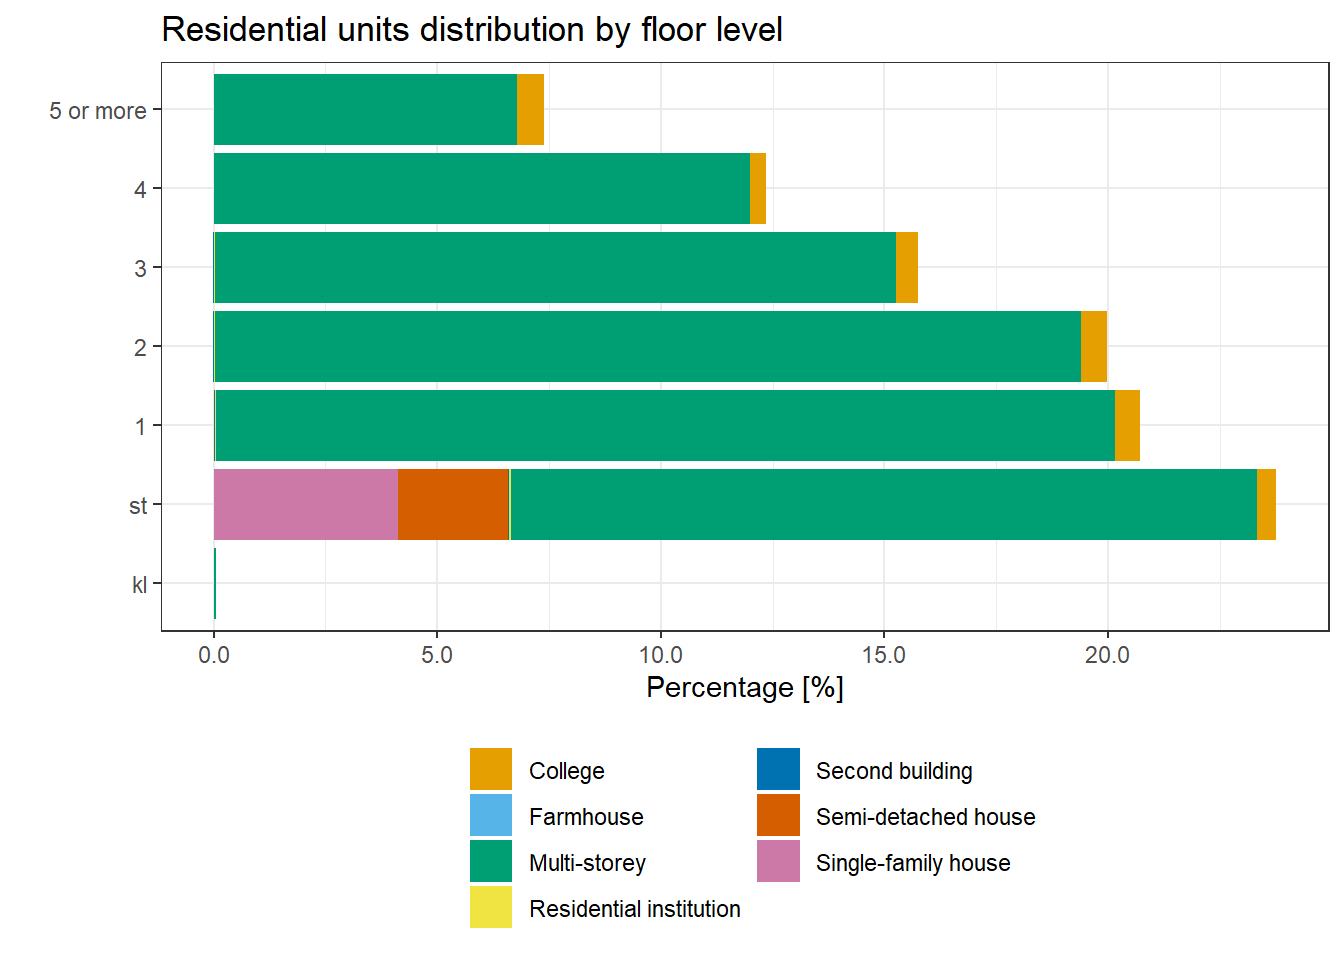 Residential units distribution by floor level
5 or more
4
3
2
1
st
kl
0.0 5.0 10.0 15.0 20.0
Percentage [%]
College
Farmhouse
Multi-storey
Residential institution
Second building
Semi-detached house
Single-family house